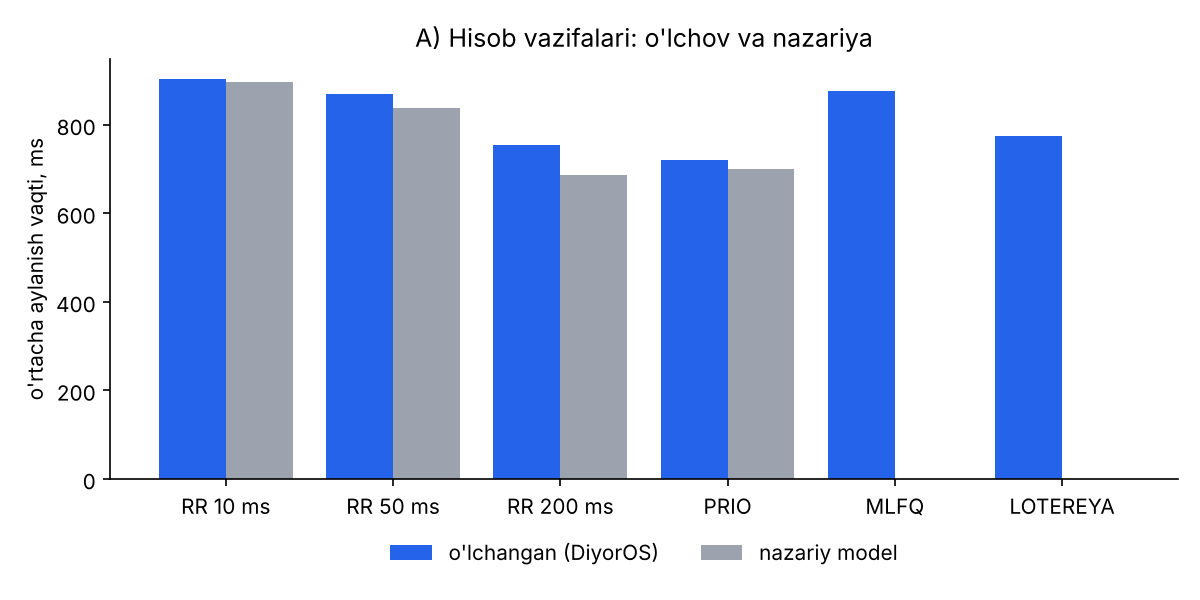 A) Hisob vazifalari: o'lchov va nazariya
o'rtacha aylanish vaqti, ms
800
600
400
200
0
RR 10 ms RR 50 ms RR 200 ms PRIO MLFQ LOTEREYA
o'lchangan (DiyorOS) nazariy model